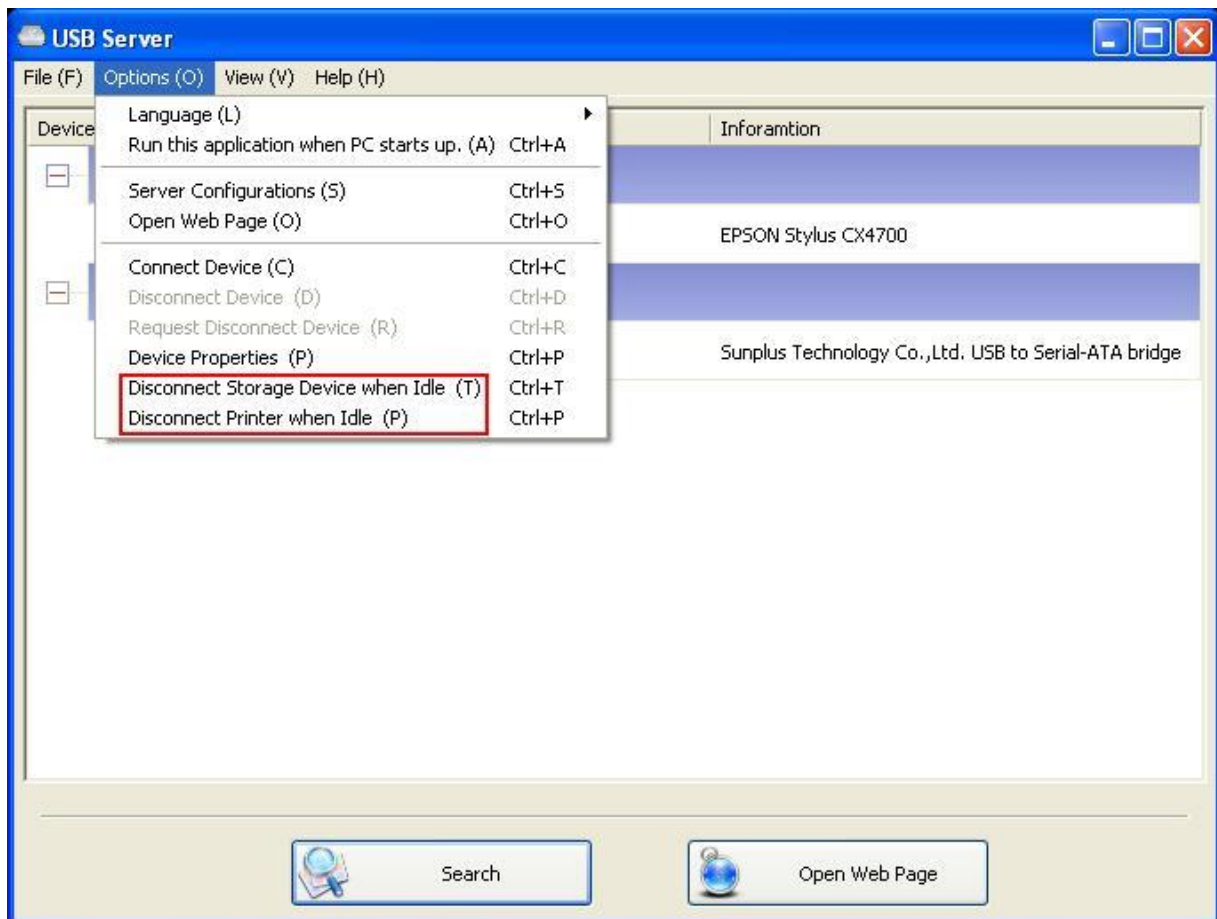 USB Server
File (F) Options (O) View (V) Help (H)
Device
Inforamtion
Language (L)
Run this application when PC starts up. (A) Ctrl+A
Server Configurations (S) Ctrl+S
Open Web Page (O) Ctrl+O
EPSON Stylus CX4700
Connect Device (C) Ctrl+C
Disconnect Device (D) Ctrl+D
Request Disconnect Device (R) Ctrl+R
Device Properties (P) Ctrl+P
Sunplus Technology Co.,Ltd. USB to Serial-ATA bridge
Disconnect Storage Device when Idle (T) Ctrl+T
Disconnect Printer when Idle (P) Ctrl+P
Search
Open Web Page